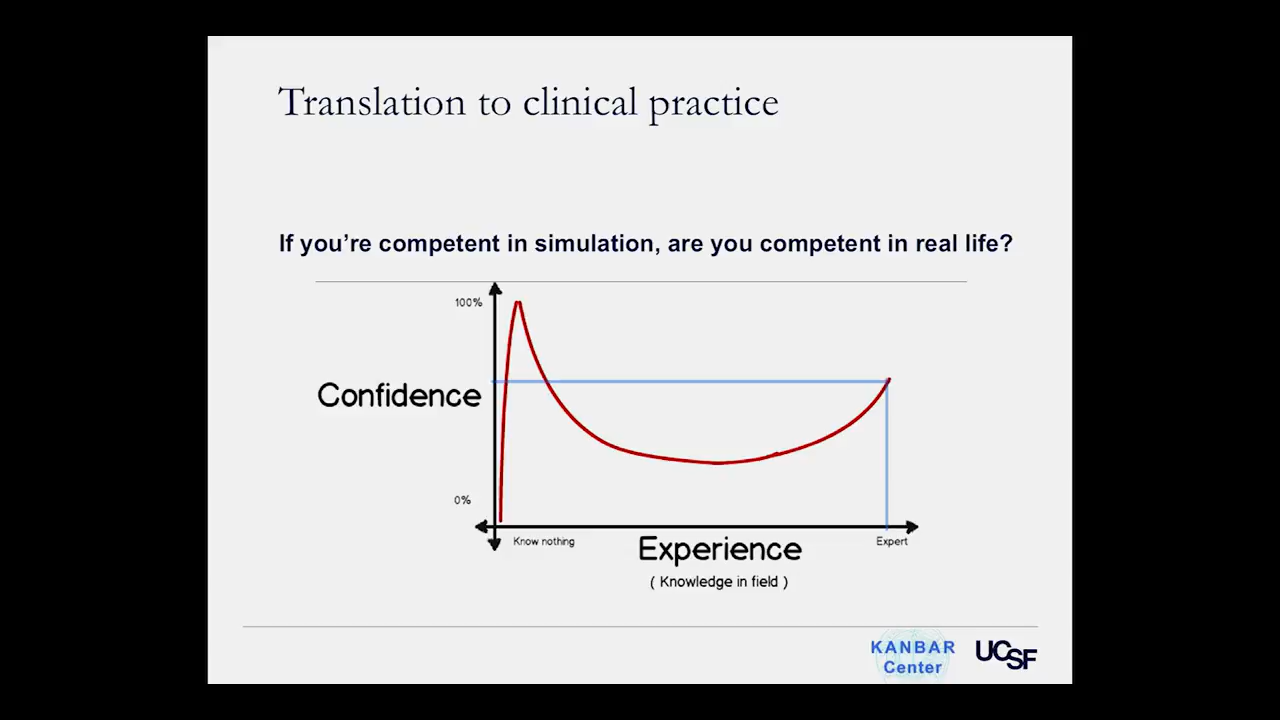 Translation to clinical practice
If you're competent in simulation, are you competent in real life?
100%
Confidence
0%
Know nothing
Experience
Expert
( Knowledge in field )
KANBAR
Center
UCSF